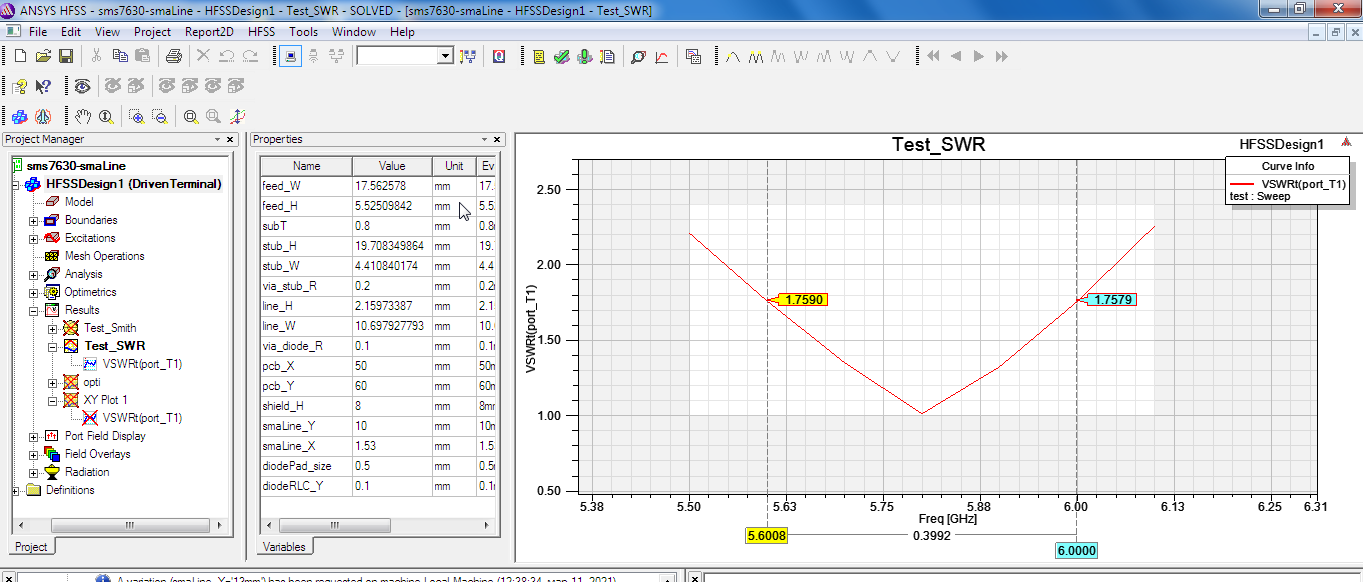 ANSYS HFSS - sms7630-smaLine - HFSSDesign1 - Test_SWR - SOLVED - [sms7630-smaLine - HFSSDesign1 - Test_SWR]
File Edit View Project Report2D HFSS Tools Window Help
Project Manager
sms7630-smaLine
HFSSDesign1 (DrivenTerminal)
Model
Boundaries
Excitations
Mesh Operations
Analysis
Optimetrics
Results
Test_Smith
Test_SWR
VSWRt(port_T1)
opti
XY Plot 1
VSWRt(port_T1)
Port Field Display
Field Overlays
Radiation
Definitions
Project
Properties
Name Value Unit Ev
feed_W 17.562578 mm 17.
feed_H 5.52509842 mm 5.5
subT 0.8 mm 0.8
stub_H 19.708349864 mm 19.
stub_W 4.410840174 mm 4.4
via_stub_R 0.2 mm 0.2
line_H 2.15973387 mm 2.1
line_W 10.697927793 mm 10.
via_diode_R 0.1 mm 0.1
pcb_X 50 mm 50
pcb_Y 60 mm 60
shield_H 8 mm 8m
smaLine_Y 10 mm 10
smaLine_X 1.53 mm 1.5
diodePad_size 0.5 mm 0.5
diodeRLC_Y 0.1 mm 0.1
Variables
Test_SWR
HFSSDesign1
Curve Info
VSWRt(port_T1)
test : Sweep
VSWRt(port_T1)
2.50
2.00
1.50
1.00
0.50
1.7590
1.7579
5.38 5.50 5.63 5.75 5.88 6.00 6.13 6.25 6.31
Freq [GHz]
5.6008
0.3992
6.0000
A variation (smaLine_Y='12mm') has been requested on machine Local Machine (12:38:34 мар 11, 2021)